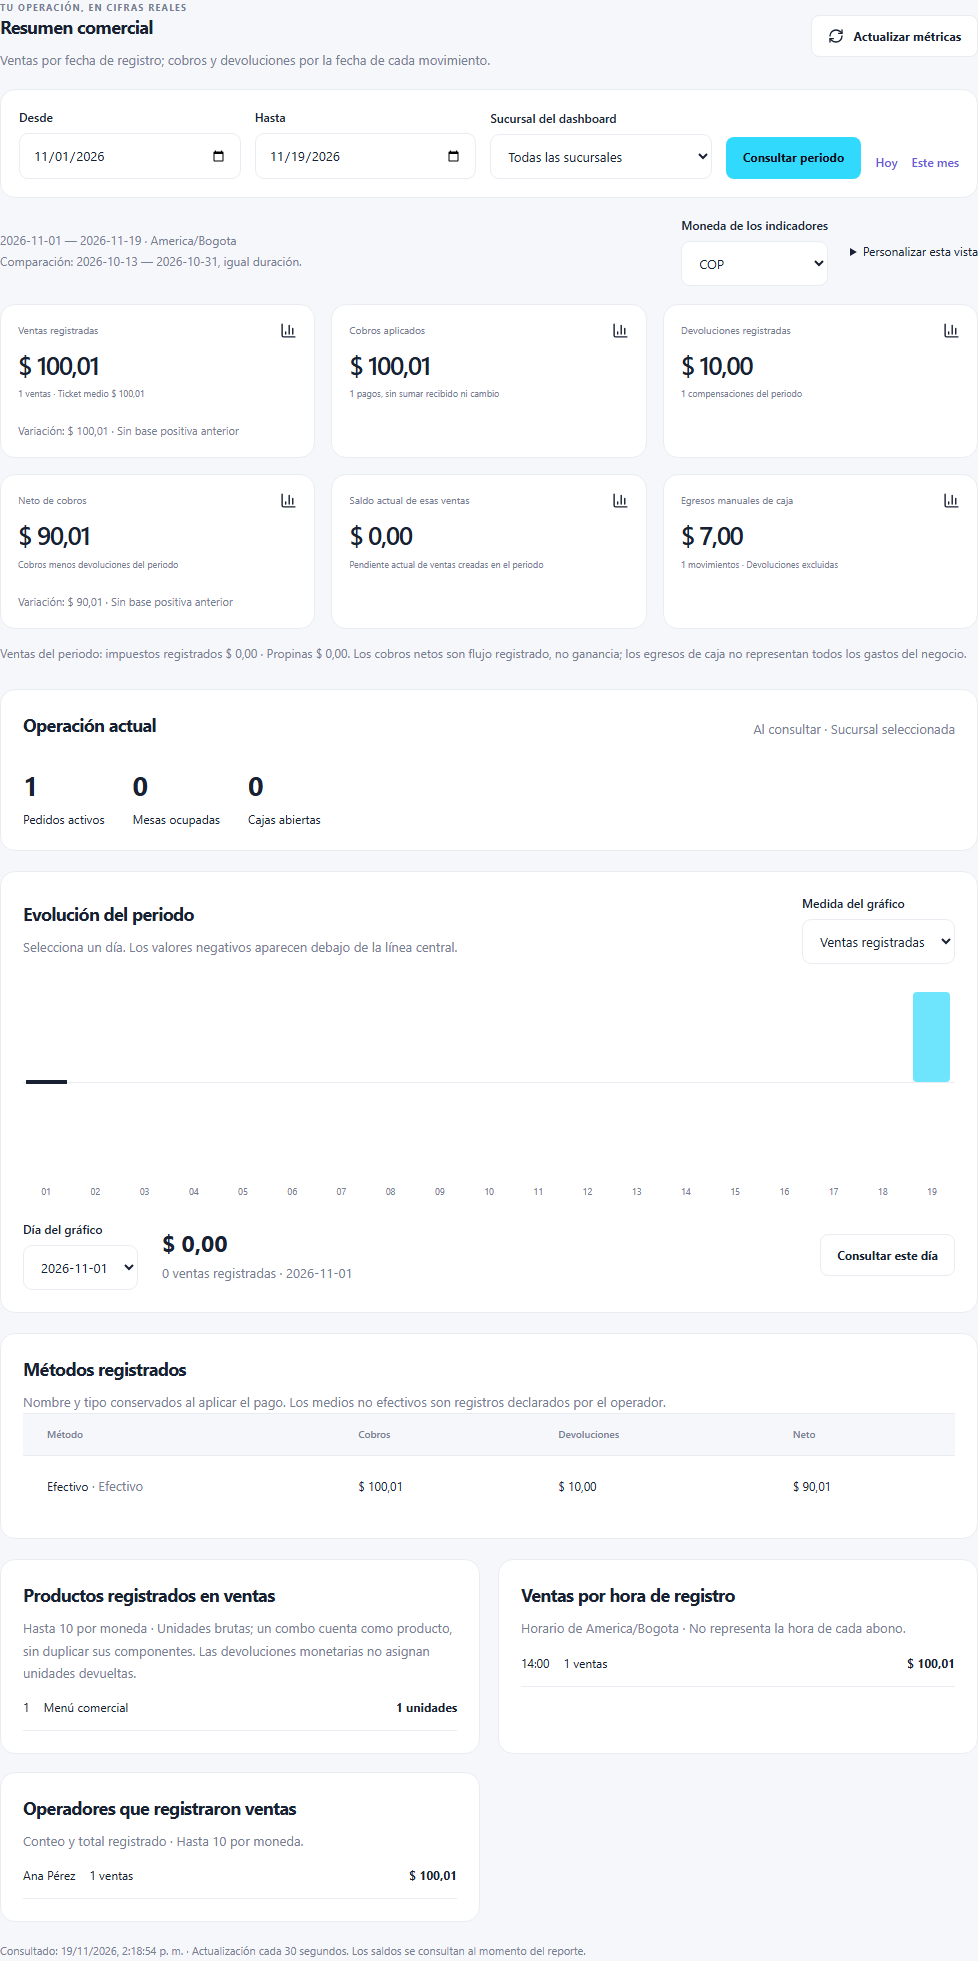 TU OPERACIÓN, EN CIFRAS REALES
Resumen comercial
Ventas por fecha de registro; cobros y devoluciones por la fecha de cada movimiento.
Actualizar métricas
Desde
Hasta
Sucursal del dashboard
11/01/2026
11/19/2026
Todas las sucursales
Consultar periodo
Hoy
Este mes
2026-11-01 — 2026-11-19 · America/Bogota
Comparación: 2026-10-13 — 2026-10-31, igual duración.
Moneda de los indicadores
COP
Personalizar esta vista
Ventas registradas
$ 100,01
1 ventas · Ticket medio $ 100,01
Variación: $ 100,01 · Sin base positiva anterior
Cobros aplicados
$ 100,01
1 pagos, sin sumar recibido ni cambio
Devoluciones registradas
$ 10,00
1 compensaciones del periodo
Neto de cobros
$ 90,01
Cobros menos devoluciones del periodo
Variación: $ 90,01 · Sin base positiva anterior
Saldo actual de esas ventas
$ 0,00
Pendiente actual de ventas creadas en el periodo
Egresos manuales de caja
$ 7,00
1 movimientos · Devoluciones excluidas
Ventas del periodo: impuestos registrados $ 0,00 · Propinas $ 0,00. Los cobros netos son flujo registrado, no ganancia; los egresos de caja no representan todos los gastos del negocio.
Operación actual
Al consultar · Sucursal seleccionada
1
0
0
Pedidos activos
Mesas ocupadas
Cajas abiertas
Evolución del periodo
Selecciona un día. Los valores negativos aparecen debajo de la línea central.
Medida del gráfico
Ventas registradas
01 02 03 04 05 06 07 08 09 10 11 12 13 14 15 16 17 18 19
Día del gráfico
2026-11-01
$ 0,00
0 ventas registradas · 2026-11-01
Consultar este día
Métodos registrados
Nombre y tipo conservados al aplicar el pago. Los medios no efectivos son registros declarados por el operador.
Método Cobros Devoluciones Neto
Efectivo · Efectivo $ 100,01 $ 10,00 $ 90,01
Productos registrados en ventas
Hasta 10 por moneda · Unidades brutas; un combo cuenta como producto,
sin duplicar sus componentes. Las devoluciones monetarias no asignan
unidades devueltas.
1 Menú comercial 1 unidades
Ventas por hora de registro
Horario de America/Bogota · No representa la hora de cada abono.
14:00 1 ventas $ 100,01
Operadores que registraron ventas
Conteo y total registrado · Hasta 10 por moneda.
Ana Pérez 1 ventas $ 100,01
Consultado: 19/11/2026, 2:18:54 p. m. · Actualización cada 30 segundos. Los saldos se consultan al momento del reporte.